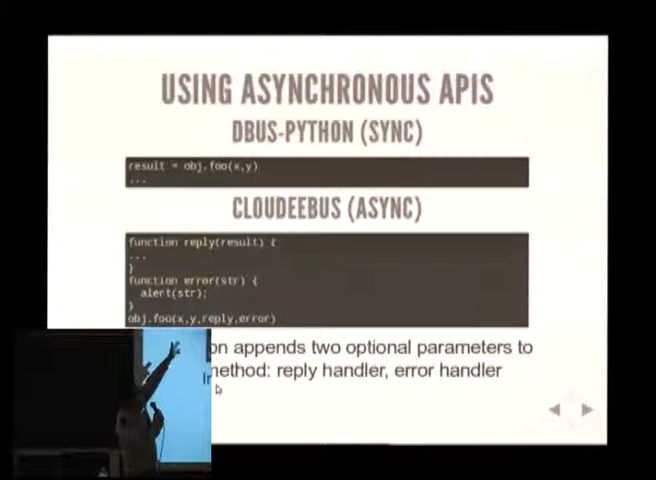 USING ASYNCHRONOUS APIS
DBUS-PYTHON (SYNC)
result = obj.foo(x,y)
...
CLOUDEEBUS (ASYNC)
function reply(result) {
...
}
function error(str) {
alert(str);
}
obj.foo(x,y,reply,error)
on appends two optional parameters to
method: reply handler, error handler